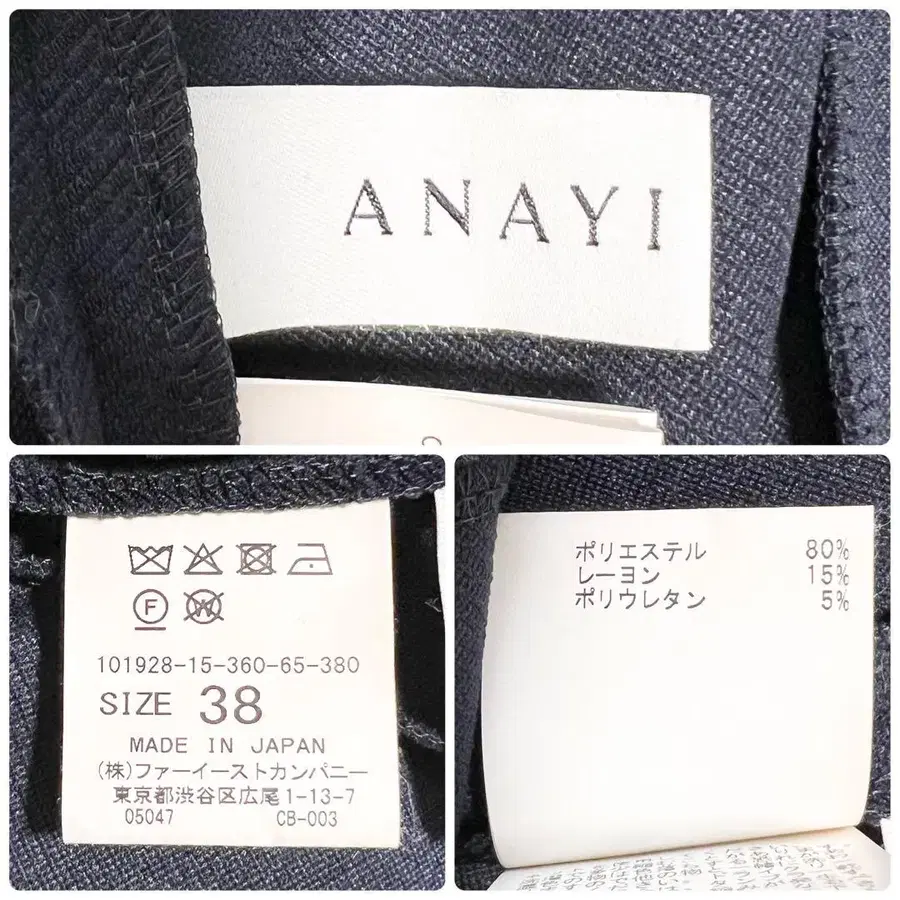 ANAYI
F
W
101928-15-360-65-380
SIZE 38
MADE IN JAPAN
(株)ファーイーストカンパニー
東京都渋谷区広尾1-13-7
05047 CB-003
ポリエステル 80%
レーヨン 15%
ポリウレタン 5%